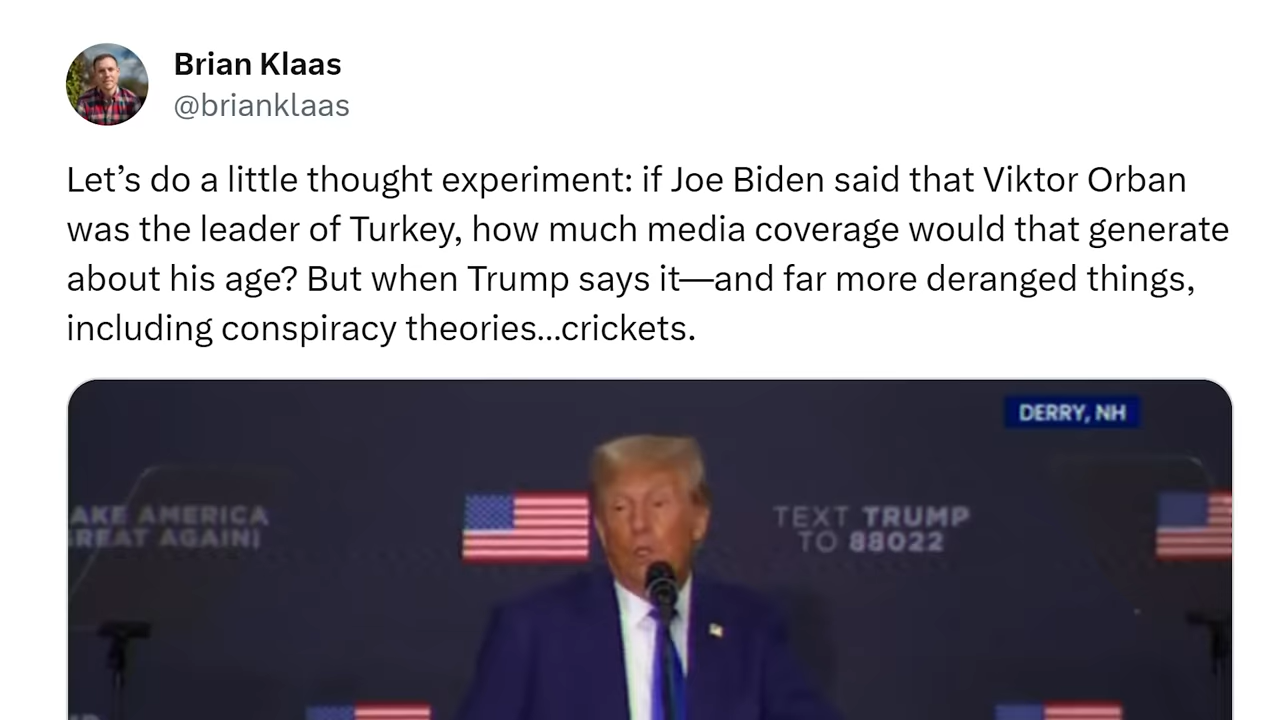 Brian Klaas
@brianklaas
Let’s do a little thought experiment: if Joe Biden said that Viktor Orban
was the leader of Turkey, how much media coverage would that generate
about his age? But when Trump says it—and far more deranged things,
including conspiracy theories...crickets.
DERRY, NH
AKE AMERICA
REAT AGAIN!
TEXT TRUMP
TO 88022